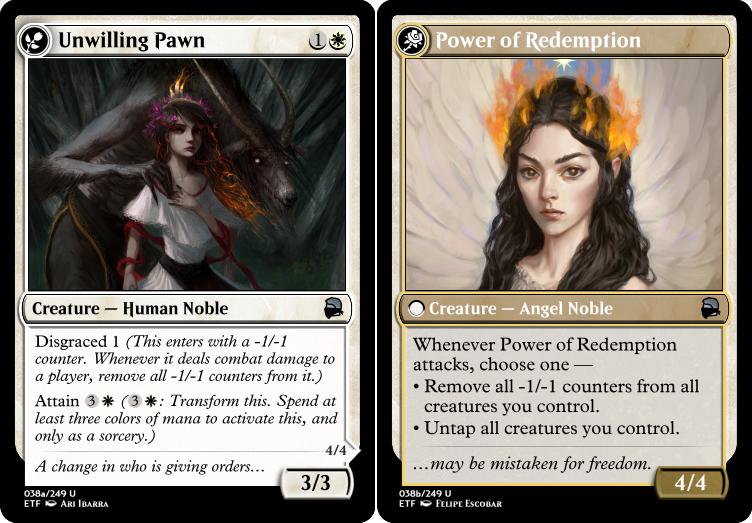 Unwilling Pawn 1
Creature — Human Noble
Disgraced 1 (This enters with a -1/-1
counter. Whenever it deals combat damage to
a player, remove all -1/-1 counters from it.)
Attain 3 (3 : Transform this. Spend at
least three colors of mana to activate this, and
only as a sorcery.)
4/4
A change in who is giving orders…
3/3
038a/249 U
ETF Ari Ibarra
Power of Redemption
Creature — Angel Noble
Whenever Power of Redemption
attacks, choose one —
• Remove all -1/-1 counters from all
creatures you control.
• Untap all creatures you control.
…may be mistaken for freedom.
4/4
038b/249 U
ETF Felipe Escobar